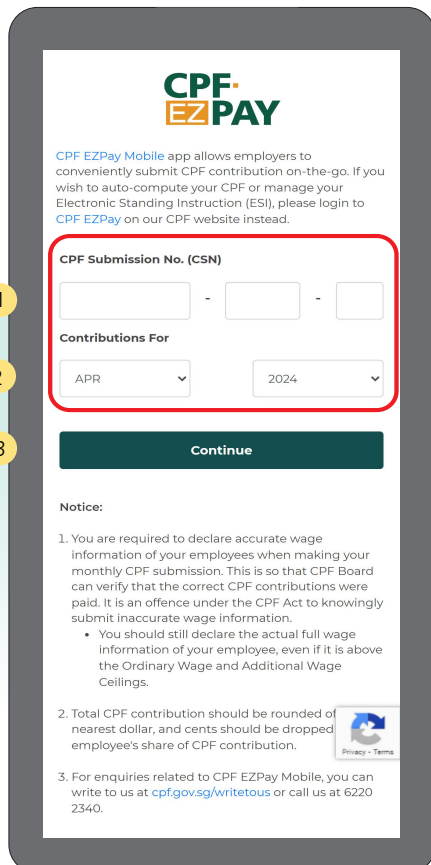 CPF
EZ PAY
CPF EZPay Mobile app allows employers to
conveniently submit CPF contribution on-the-go. If you
wish to auto-compute your CPF or manage your
Electronic Standing Instruction (ESI), please login to
CPF EZPay on our CPF website instead.
CPF Submission No. (CSN)
1
- -
Contributions For
2
APR 2024
3
Continue
Notice:
1. You are required to declare accurate wage
information of your employees when making your
monthly CPF submission. This is so that CPF Board
can verify that the correct CPF contributions were
paid. It is an offence under the CPF Act to knowingly
submit inaccurate wage information.
• You should still declare the actual full wage
information of your employee, even if it is above
the Ordinary Wage and Additional Wage
Ceilings.
2. Total CPF contribution should be rounded of
nearest dollar, and cents should be dropped
employee's share of CPF contribution.
Privacy - Terms
3. For enquiries related to CPF EZPay Mobile, you can
write to us at cpf.gov.sg/writetous or call us at 6220
2340.